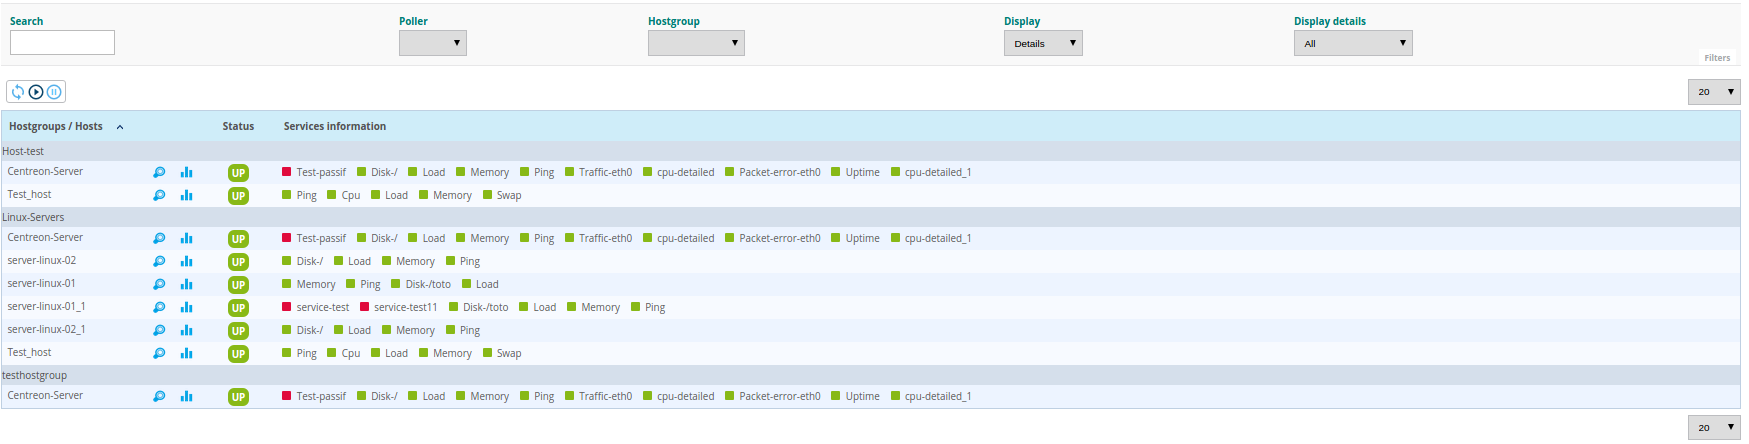 Search Poller Hostgroup Display Display details
Details All
Filters
20
Hostgroups / Hosts Status Services information
Host-test
Centreon-Server UP Test-passif Disk-/ Load Memory Ping Traffic-eth0 cpu-detailed Packet-error-eth0 Uptime cpu-detailed_1
Test_host UP Ping Cpu Load Memory Swap
Linux-Servers
Centreon-Server UP Test-passif Disk-/ Load Memory Ping Traffic-eth0 cpu-detailed Packet-error-eth0 Uptime cpu-detailed_1
server-linux-02 UP Disk-/ Load Memory Ping
server-linux-01 UP Memory Ping Disk-/toto Load
server-linux-01_1 UP service-test service-test11 Disk-/toto Load Memory Ping
server-linux-02_1 UP Disk-/ Load Memory Ping
Test_host UP Ping Cpu Load Memory Swap
testhostgroup
Centreon-Server UP Test-passif Disk-/ Load Memory Ping Traffic-eth0 cpu-detailed Packet-error-eth0 Uptime cpu-detailed_1
20